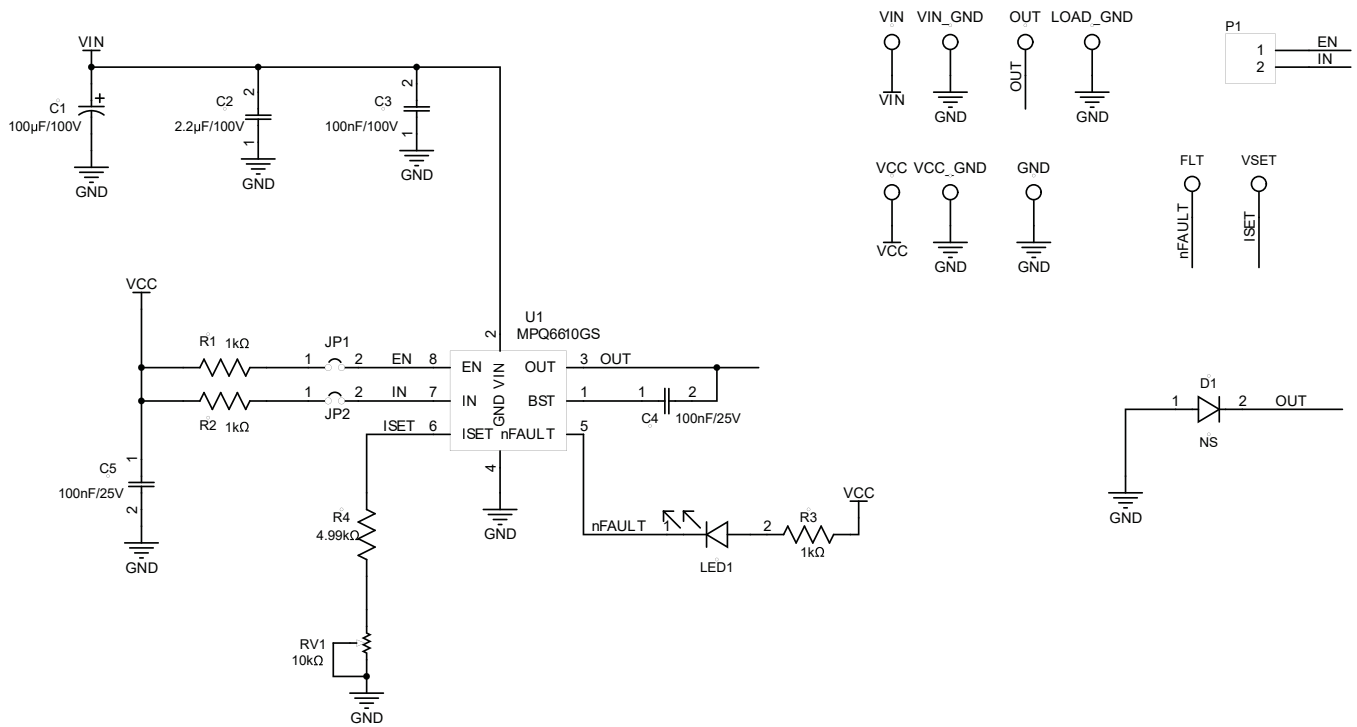 VIN VIN_GND OUT LOAD_GND
P1
1 EN
2 IN
VIN
C1
+
100µF/100V
GND
2
C2
2.2µF/100V
1
GND
2
C3
100nF/100V
1
GND
VIN
GND
OUT
GND
VCC VCC_GND GND
VCC
GND
GND
FLT VSET
nFAULT
ISET
VCC
R1 1kΩ
JP1
1 2 EN 8
R2 1kΩ
JP2
1 2 IN 7
ISET 6
C5
1
100nF/25V
2
GND
U1
MPQ6610GS
2
EN VIN OUT
IN GND BST
ISET nFAULT
3 OUT
1
1 2
C4 100nF/25V
5
4
GND
R4
4.99kΩ
RV1
10kΩ
GND
nFAULT 1 2
LED1
R3
1kΩ
VCC
D1
1 2 OUT
NS
GND